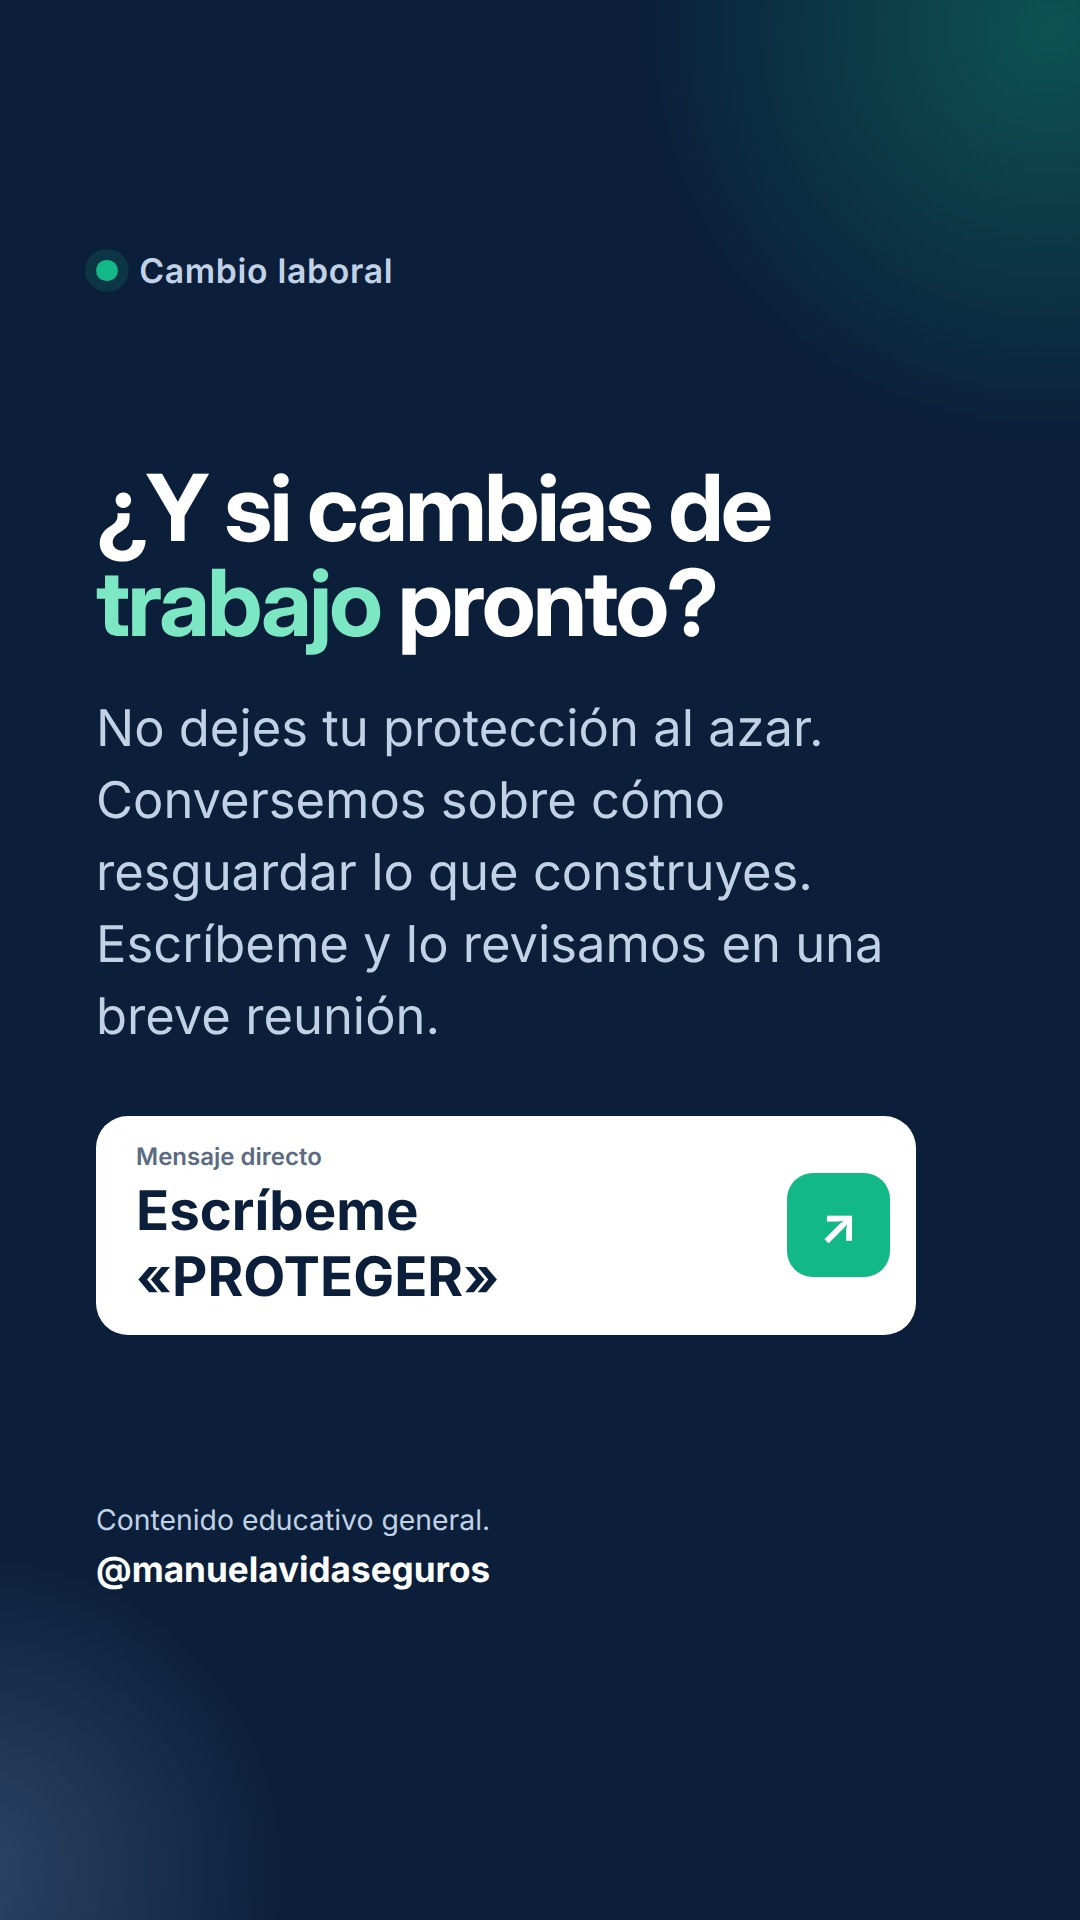 Cambio laboral
¿Y si cambias de
trabajo pronto?
No dejes tu protección al azar.
Conversemos sobre cómo
resguardar lo que construyes.
Escríbeme y lo revisamos en una
breve reunión.
Mensaje directo
Escríbeme
«PROTEGER»
Contenido educativo general.
@manuelavidaseguros